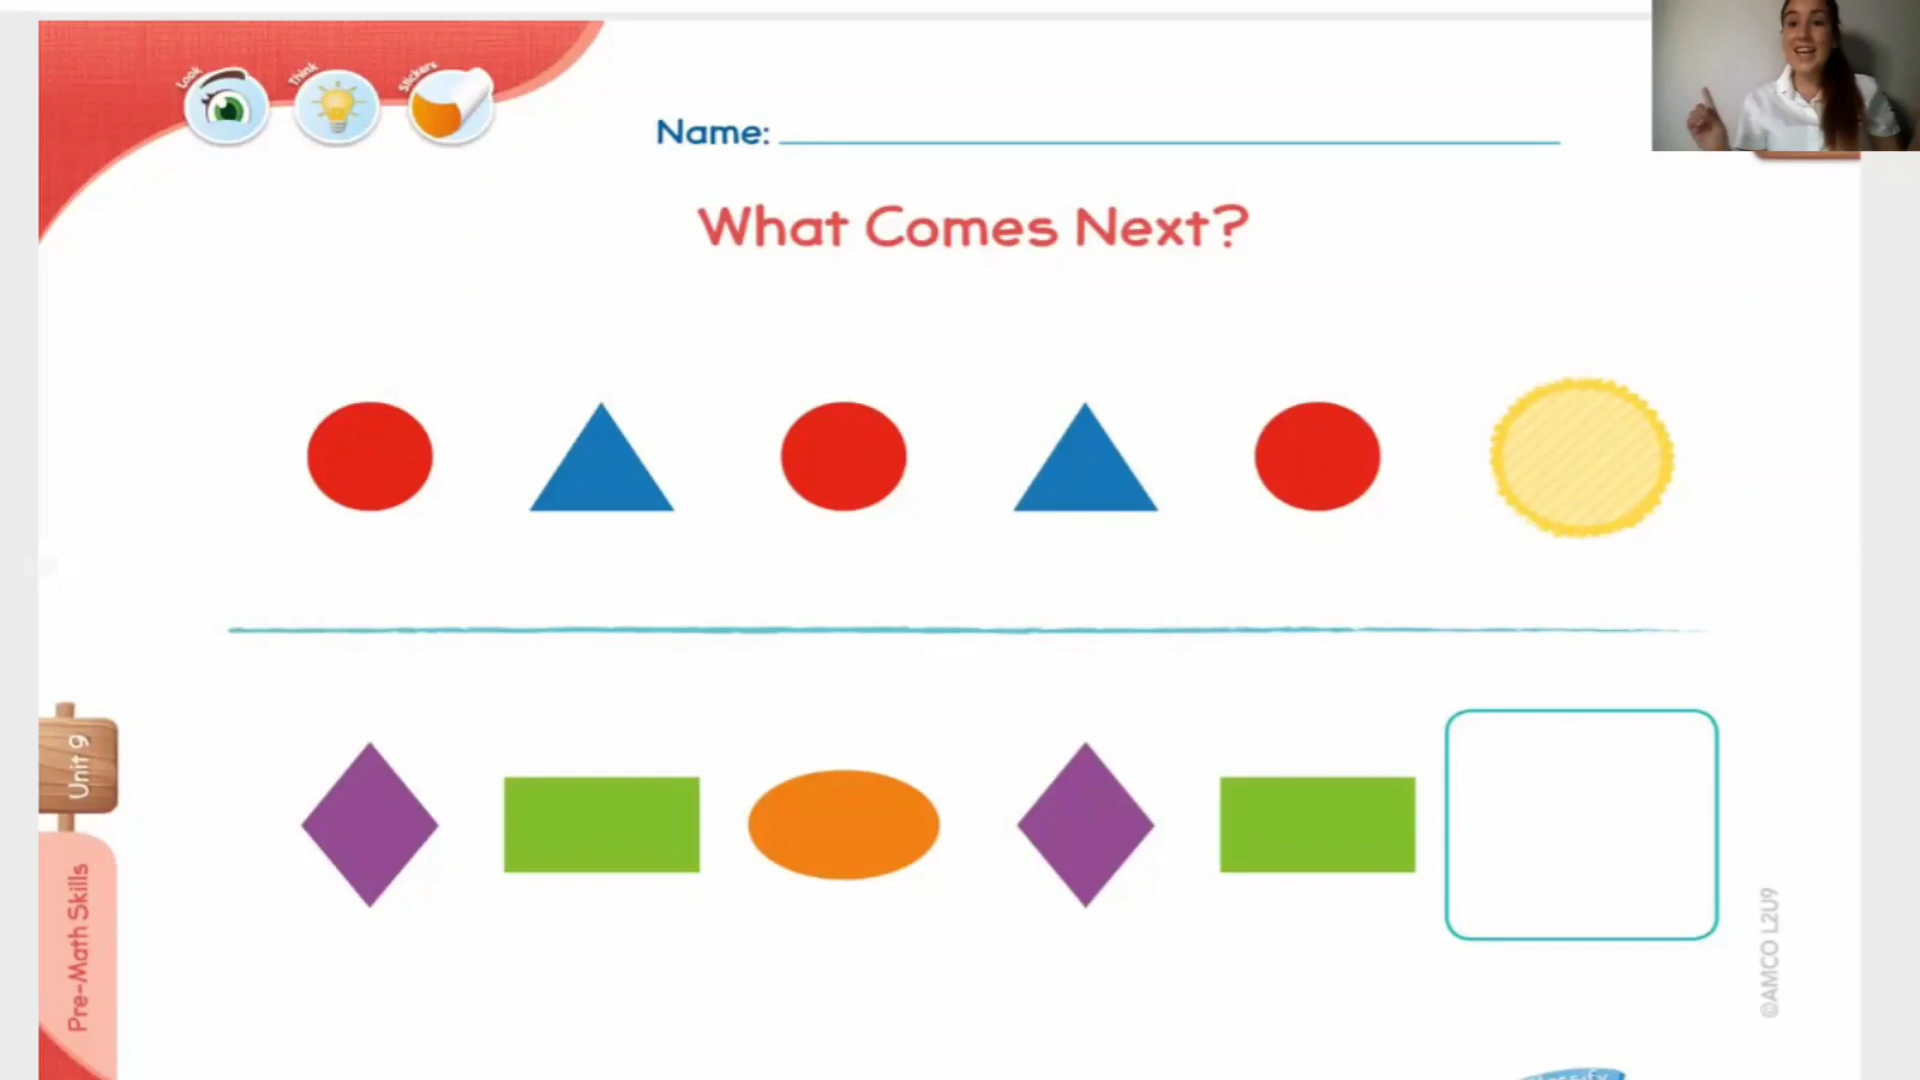 Look
Think
Stickers
Name:
What Comes Next?
Unit 9
Pre-Math Skills
©AMCO L2U9